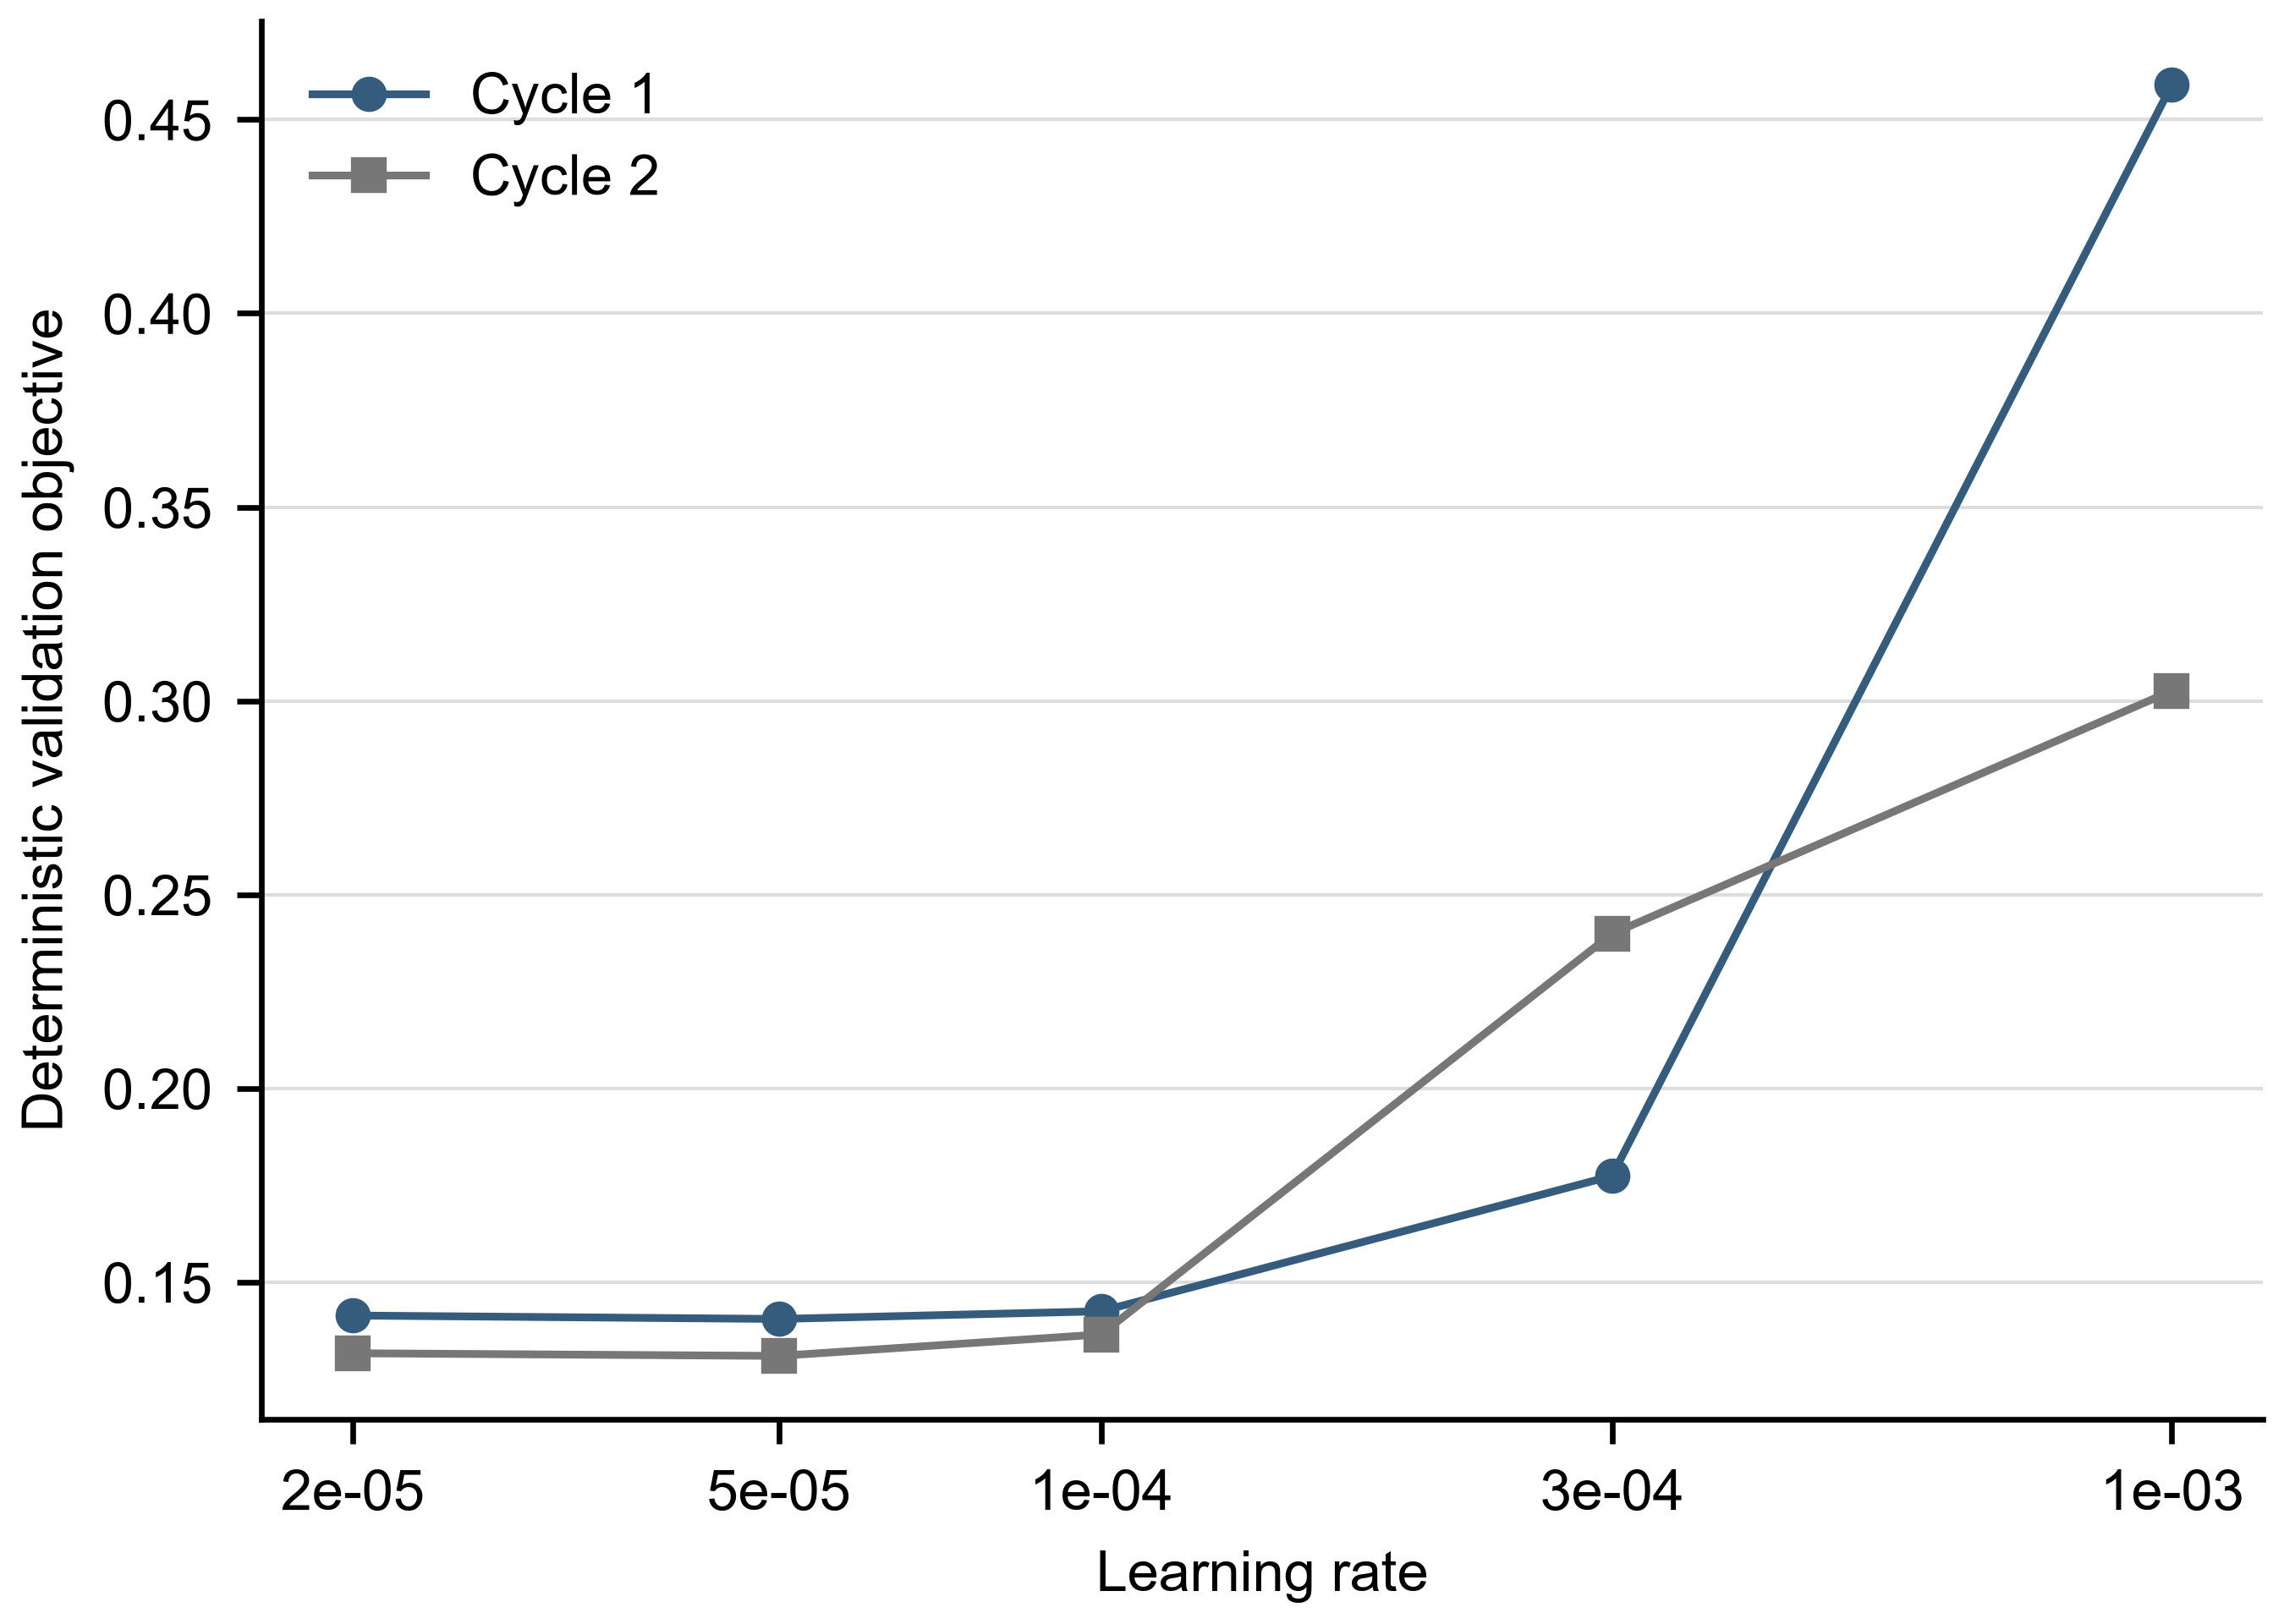 Cycle 1
Cycle 2
Deterministic validation objective
0.45
0.40
0.35
0.30
0.25
0.20
0.15
2e-05 5e-05 1e-04 3e-04 1e-03
Learning rate